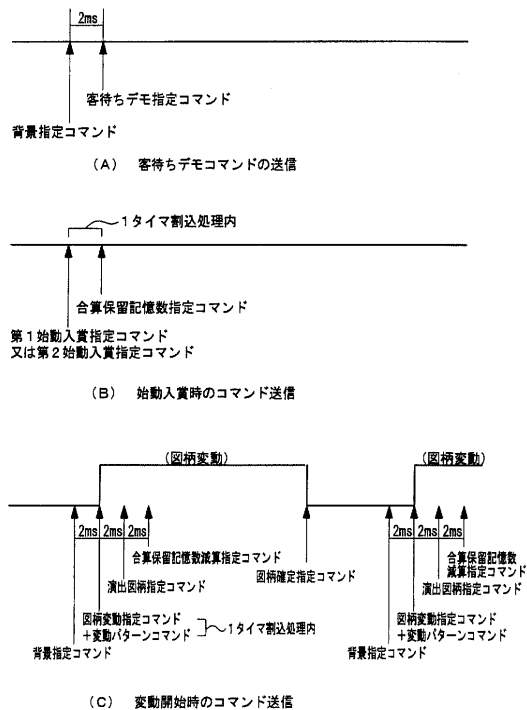 2ms
客待ちデモ指定コマンド
背景指定コマンド
(A) 客待ちデモコマンドの送信
1タイマ割込処理内
合算保留記憶数指定コマンド
第1始動入賞指定コマンド
又は第2始動入賞指定コマンド
(B) 始動入賞時のコマンド送信
(図柄変動)
(図柄変動)
2ms 2ms 2ms
2ms 2ms
合算保留記憶数減算指定コマンド
演出図柄指定コマンド
図柄確定指定コマンド
図柄変動指定コマンド
+変動パターンコマンド
1タイマ割込処理内
背景指定コマンド
合算保留記憶数
減算指定コマンド
演出図柄指定コマンド
図柄変動指定コマンド
+変動パターンコマンド
背景指定コマンド
(C) 変動開始時のコマンド送信